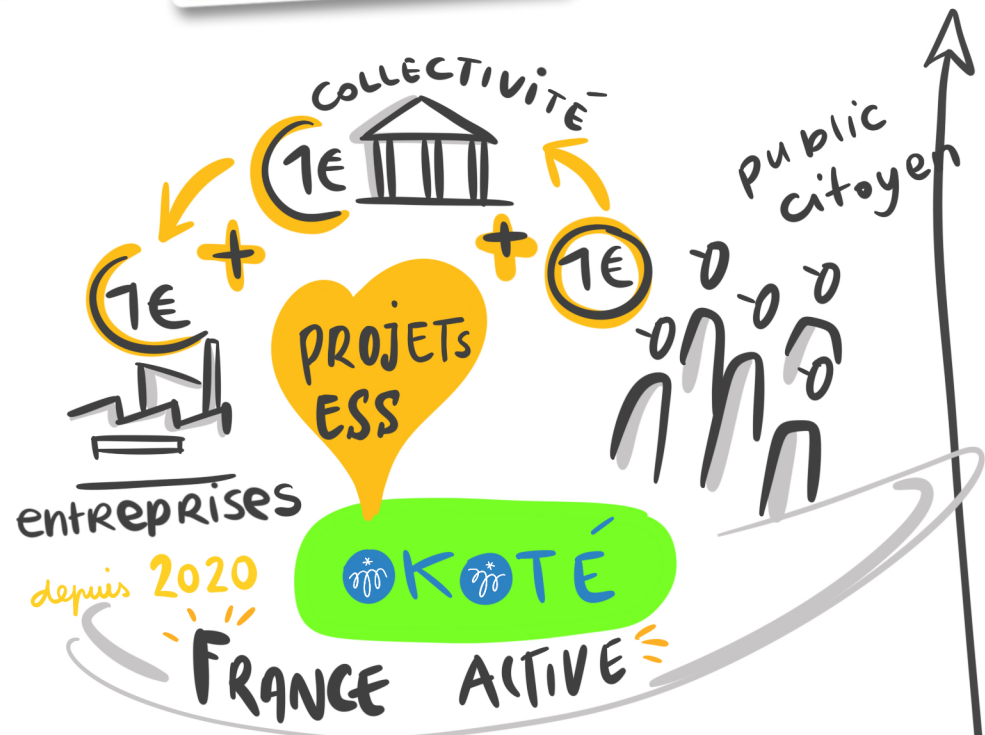 COLLECTIVITÉ
1€
+
1€
+
1€
public
citoyen
PROJETS
ESS
entREPRISES
depuis 2020
OKOTÉ
FRANCE ACTIVE